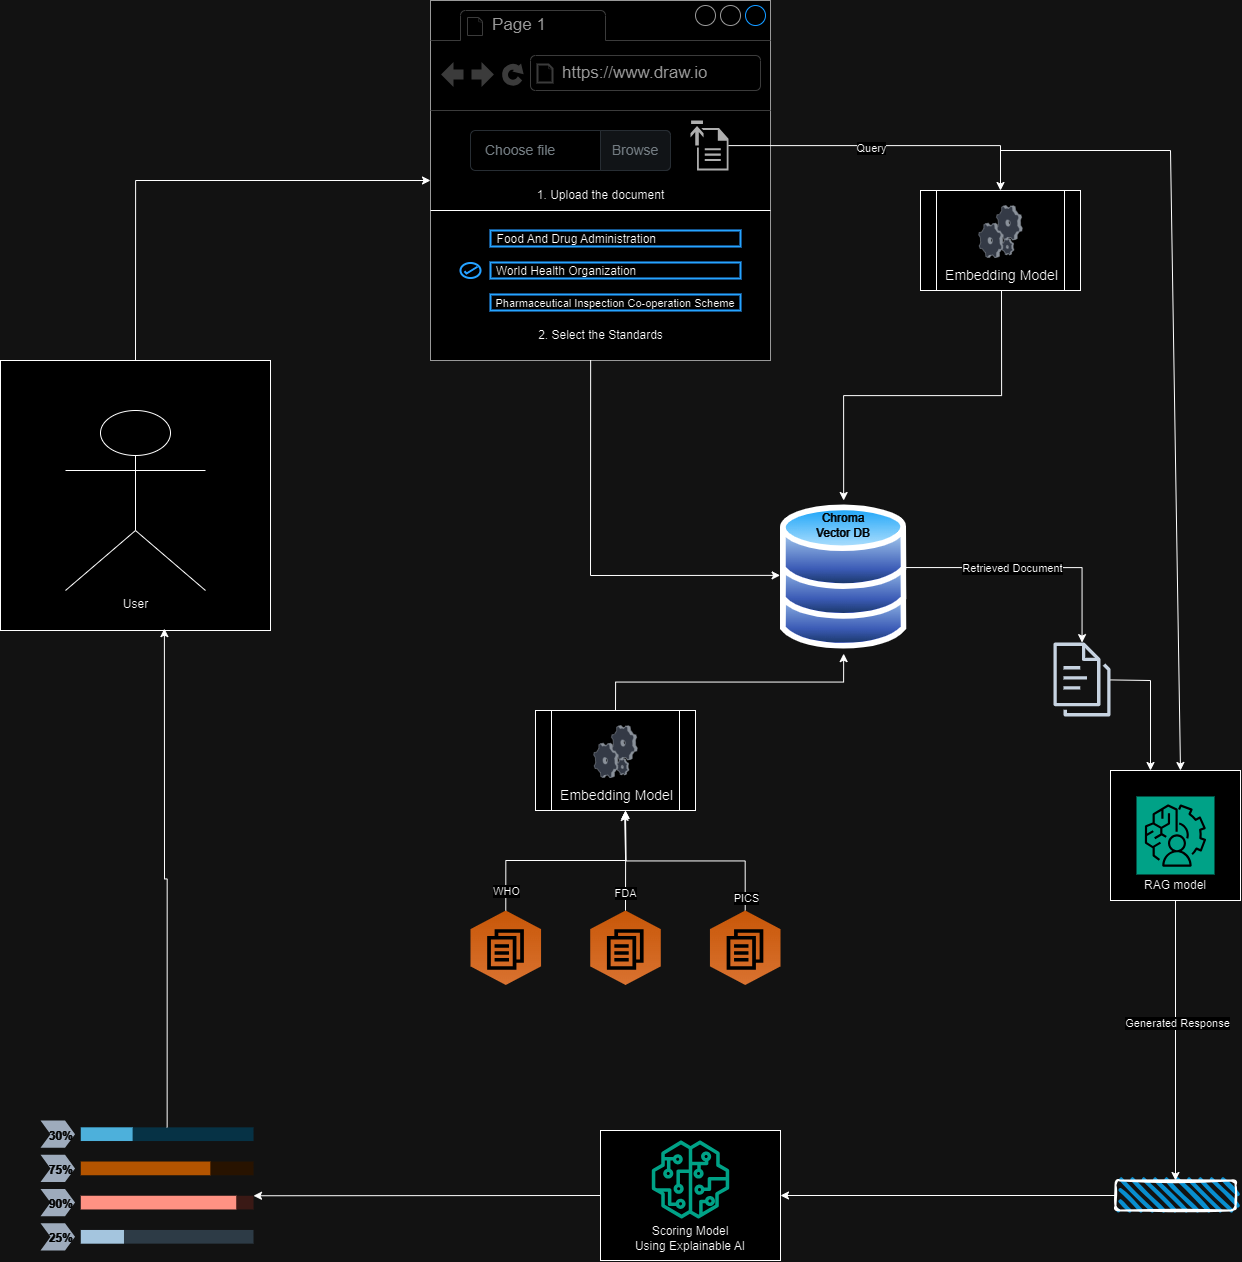 Page 1
https://www.draw.io
Choose file
Browse
Query
1. Upload the document
Food And Drug Administration
World Health Organization
Pharmaceutical Inspection Co-operation Scheme
2. Select the Standards
Embedding Model
User
Chroma
Vector DB
Retrieved Document
Embedding Model
RAG model
WHO
FDA
PICS
Generated Response
30%
75%
90%
25%
Scoring Model
Using Explainable AI